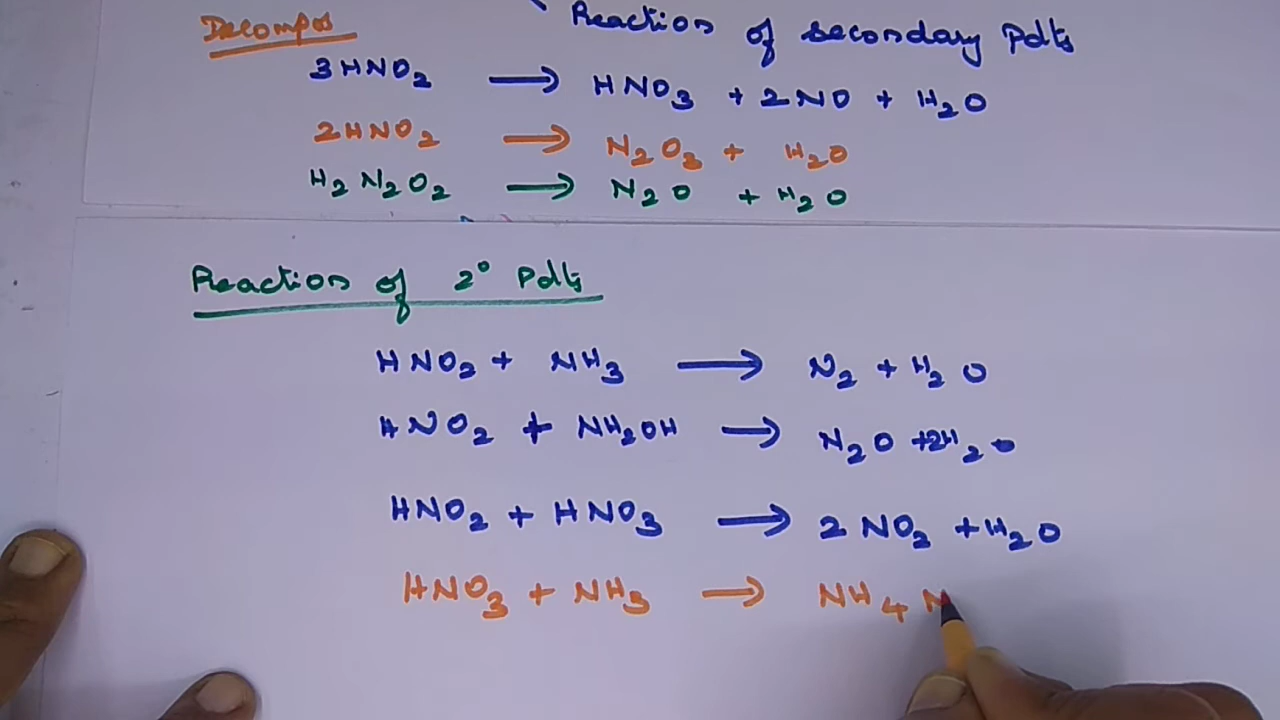 Decompos
Reaction of secondary Pdts
3HNO₂ → HNO₃ + 2NO + H₂O
2HNO₂ → N₂O₃ + H₂O
H₂N₂O₂ → N₂O + H₂O
Reaction of 2° Pdts
HNO₂ + NH₃ → N₂ + H₂O
HNO₂ + NH₂OH → N₂O + 2H₂O
HNO₂ + HNO₃ → 2NO₂ + H₂O
HNO₃ + NH₃ → NH₄N